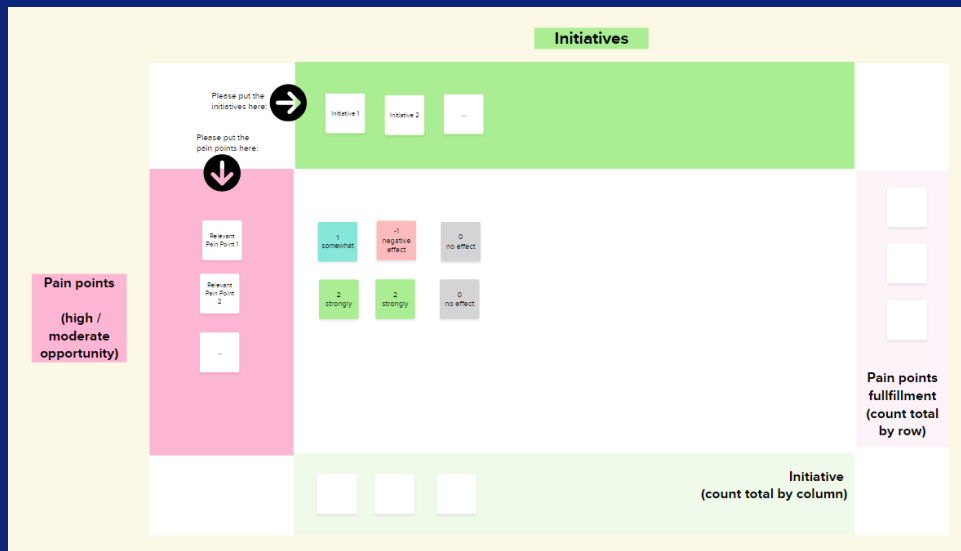 Initiatives
Please put the
initiatives here:
Initiative 1
Initiative 2
...
Please put the
pain points here:
Relevant
Pain Point 1
1
somewhat
-1
negative
effect
0
no effect
Pain points
(high /
moderate
opportunity)
Relevant
Pain Point
2
2
strongly
2
strongly
0
no effect
...
Pain points
fullfillment
(count total
by row)
Initiative
(count total by column)